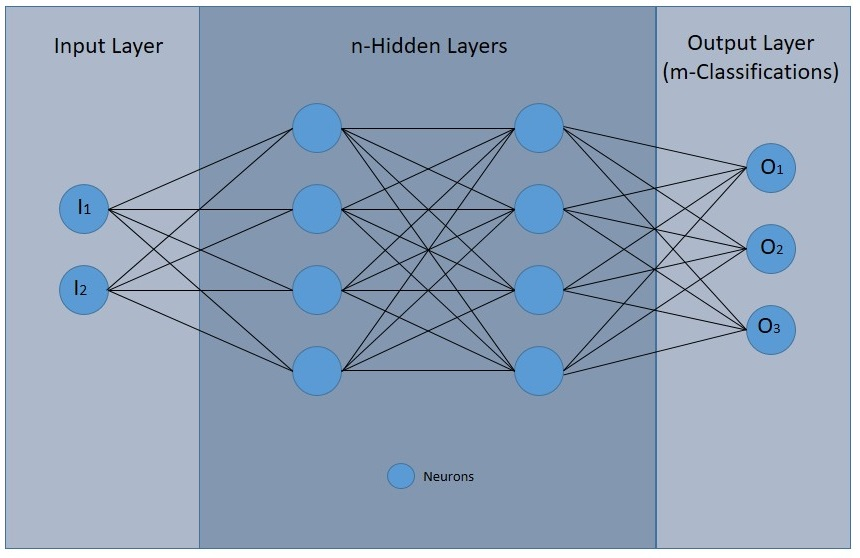 Input Layer
n-Hidden Layers
Output Layer
(m-Classifications)
I1
I2
O1
O2
O3
Neurons